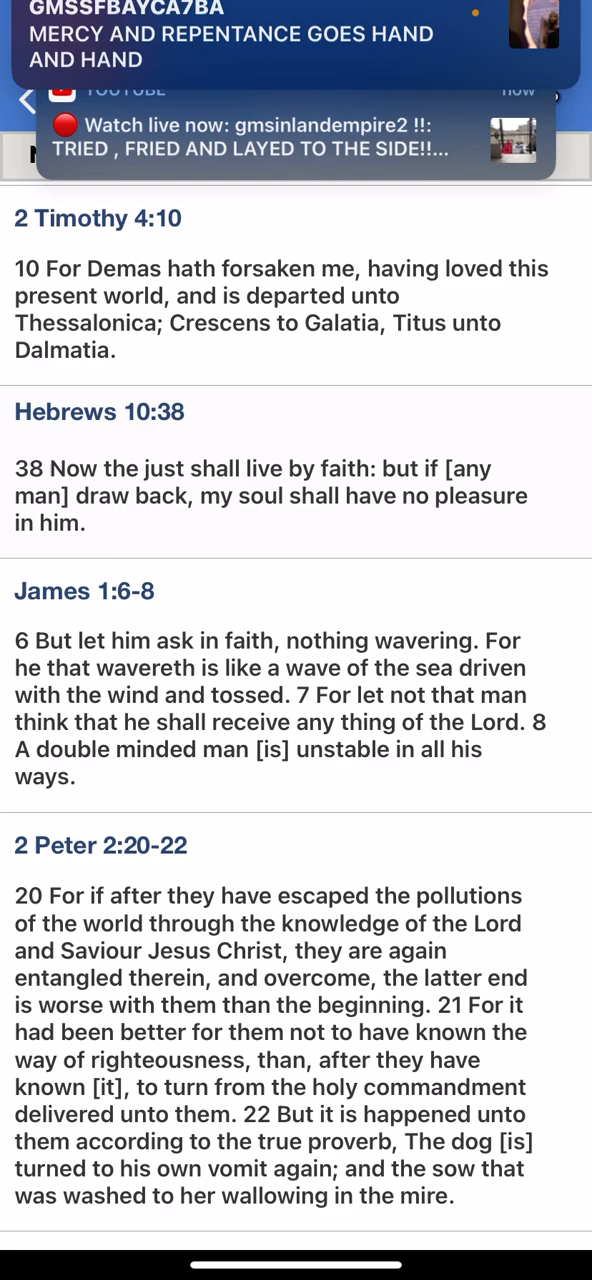 GMSSFBAYCA7BA
MERCY AND REPENTANCE GOES HAND
AND HAND
YOUTUBE
now
🔴 Watch live now: gmsinlandempire2 !!:
TRIED , FRIED AND LAYED TO THE SIDE!!...
2 Timothy 4:10
10 For Demas hath forsaken me, having loved this
present world, and is departed unto
Thessalonica; Crescens to Galatia, Titus unto
Dalmatia.
Hebrews 10:38
38 Now the just shall live by faith: but if [any
man] draw back, my soul shall have no pleasure
in him.
James 1:6-8
6 But let him ask in faith, nothing wavering. For
he that wavereth is like a wave of the sea driven
with the wind and tossed. 7 For let not that man
think that he shall receive any thing of the Lord. 8
A double minded man [is] unstable in all his
ways.
2 Peter 2:20-22
20 For if after they have escaped the pollutions
of the world through the knowledge of the Lord
and Saviour Jesus Christ, they are again
entangled therein, and overcome, the latter end
is worse with them than the beginning. 21 For it
had been better for them not to have known the
way of righteousness, than, after they have
known [it], to turn from the holy commandment
delivered unto them. 22 But it is happened unto
them according to the true proverb, The dog [is]
turned to his own vomit again; and the sow that
was washed to her wallowing in the mire.